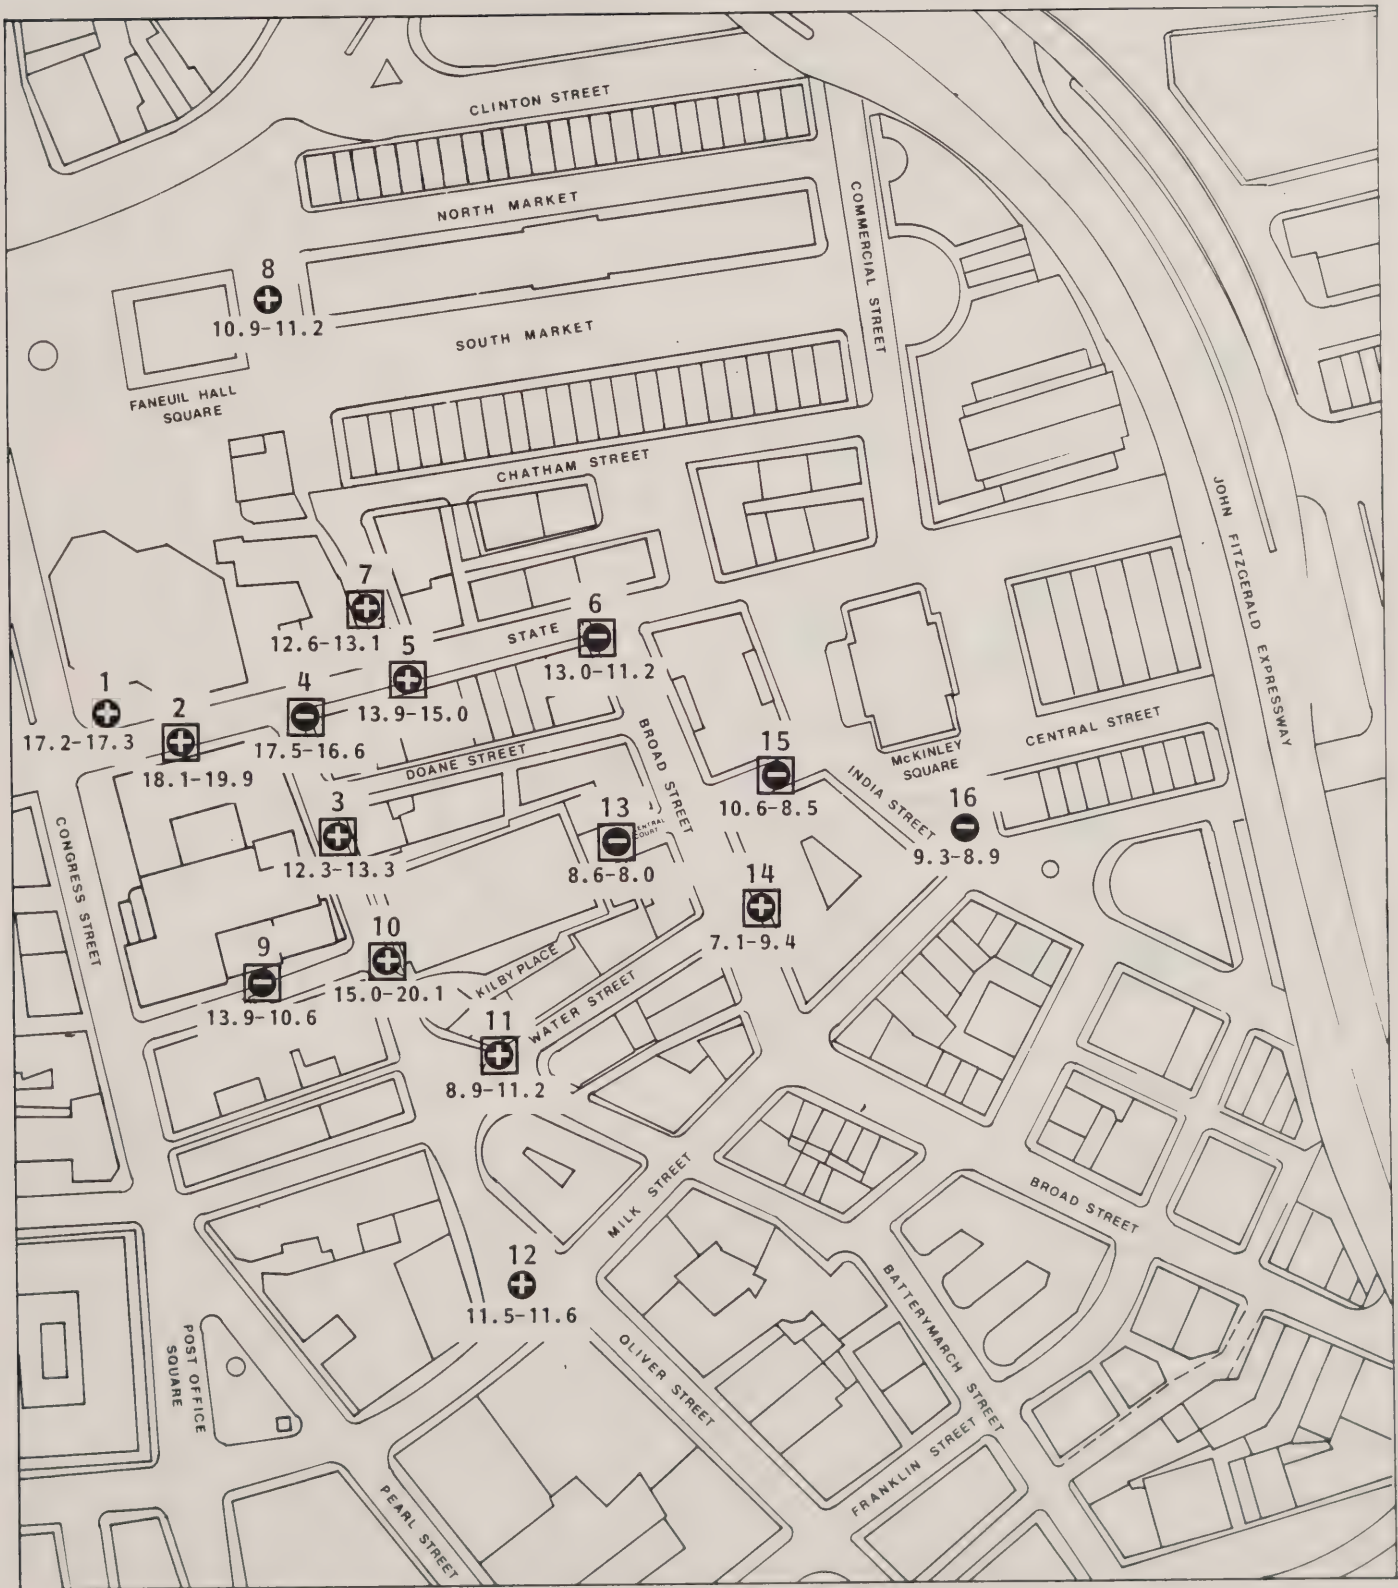 CLINTON STREET
NORTH MARKET
COMMERCIAL STREET
8
10.9-11.2
SOUTH MARKET
FANEUIL HALL
SQUARE
CHATHAM STREET
JOHN FITZGERALD EXPRESSWAY
7
12.6-13.1
6
STATE
13.0-11.2
5
13.9-15.0
1
17.2-17.3
2
18.1-19.9
4
17.5-16.6
DOANE STREET
BROAD STREET
CENTRAL STREET
McKINLEY
SQUARE
15
10.6-8.5
INDIA STREET
16
9.3-8.9
CONGRESS STREET
3
12.3-13.3
13
CENTRAL
COURT
8.6-8.0
14
7.1-9.4
9
13.9-10.6
10
15.0-20.1
KILBY PLACE
WATER STREET
11
8.9-11.2
MILK STREET
BROAD STREET
12
11.5-11.6
BATTERYMARCH STREET
POST OFFICE
SQUARE
OLIVER STREET
FRANKLIN STREET
PEARL STREET